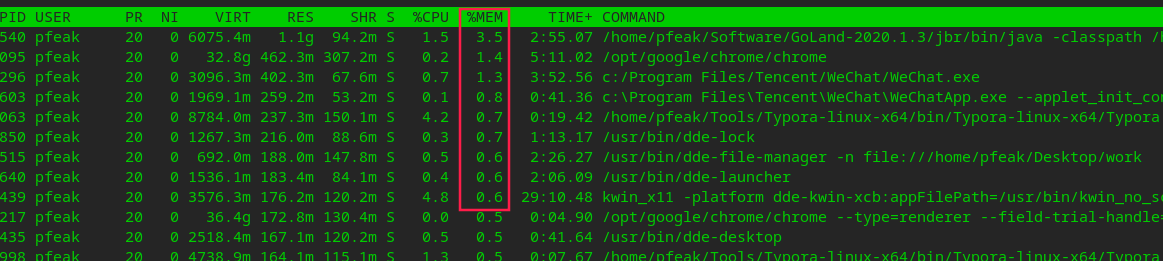 PID USER PR NI VIRT RES SHR S %CPU %MEM TIME+ COMMAND
540 pfeak 20 0 6075.4m 1.1g 94.2m S 1.5 3.5 2:55.07 /home/pfeak/Software/GoLand-2020.1.3/jbr/bin/java -classpath /h
095 pfeak 20 0 32.8g 462.3m 307.2m S 0.2 1.4 5:11.02 /opt/google/chrome/chrome
296 pfeak 20 0 3096.3m 402.3m 67.6m S 0.7 1.3 3:52.56 c:/Program Files/Tencent/WeChat/WeChat.exe
603 pfeak 20 0 1969.1m 259.2m 53.2m S 0.1 0.8 0:41.36 c:\Program Files\Tencent\WeChat\WeChatApp.exe --applet_init_co
063 pfeak 20 0 8784.0m 237.3m 150.1m S 4.2 0.7 0:19.42 /home/pfeak/Tools/Typora-linux-x64/bin/Typora-linux-x64/Typora
850 pfeak 20 0 1267.3m 216.0m 88.6m S 0.3 0.7 1:13.17 /usr/bin/dde-lock
515 pfeak 20 0 692.0m 188.0m 147.8m S 0.5 0.6 2:26.27 /usr/bin/dde-file-manager -n file:///home/pfeak/Desktop/work
640 pfeak 20 0 1536.1m 183.4m 84.1m S 0.4 0.6 2:06.09 /usr/bin/dde-launcher
439 pfeak 20 0 3576.3m 176.2m 120.2m S 4.8 0.6 29:10.48 kwin_x11 -platform dde-kwin-xcb:appFilePath=/usr/bin/kwin_no_s
217 pfeak 20 0 36.4g 172.8m 130.4m S 0.0 0.5 0:04.90 /opt/google/chrome/chrome --type=renderer --field-trial-handle=
435 pfeak 20 0 2518.4m 167.1m 120.2m S 0.5 0.5 0:41.64 /usr/bin/dde-desktop
998 pfeak 20 0 4738.9m 164.1m 115.1m S 1.3 0.5 0:07.67 /home/pfeak/Tools/Typora-linux-x64/bin/Typora-linux-x64/Typora